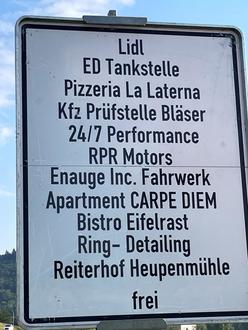 Lidl
ED Tankstelle
Pizzeria La Laterna
Kfz Prüfstelle Bläser
24/7 Performance
RPR Motors
Enauge Inc. Fahrwerk
Apartment CARPE DIEM
Bistro Eifelrast
Ring- Detailing
Reiterhof Heupenmühle
frei